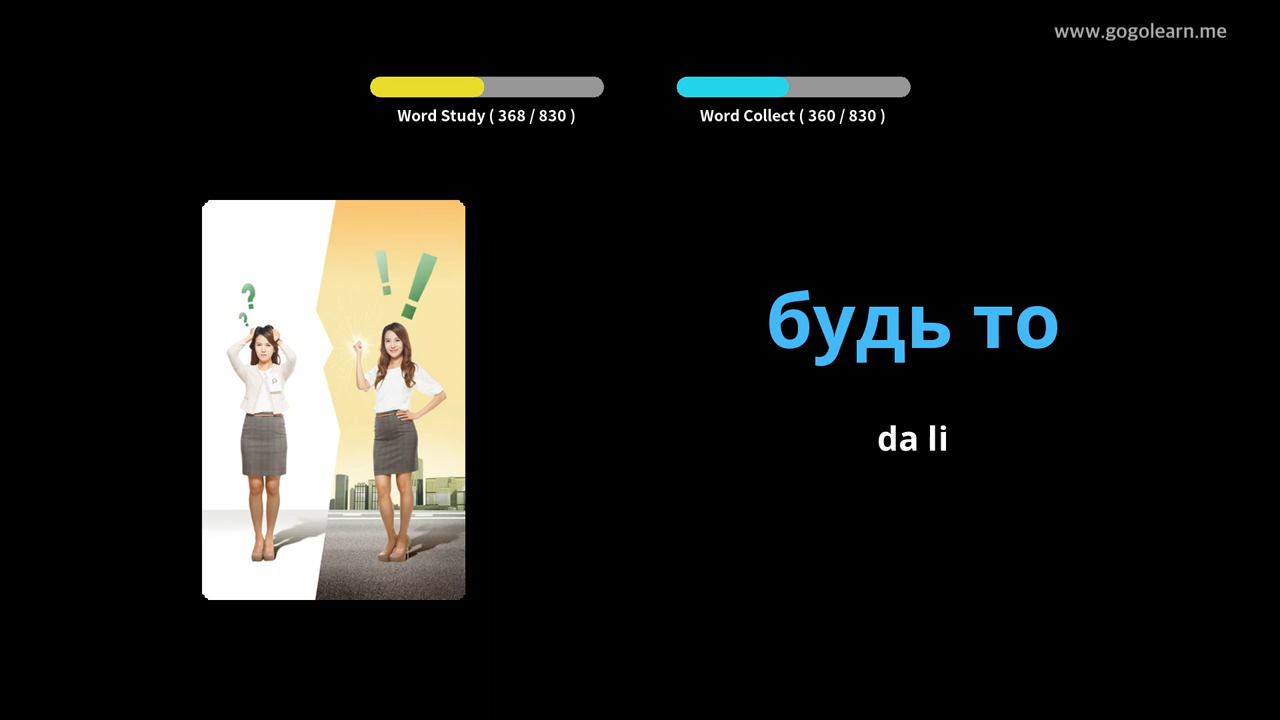 www.gogolearn.me
Word Study ( 368 / 830 )
Word Collect ( 360 / 830 )
? ?
! !
будь то
da li